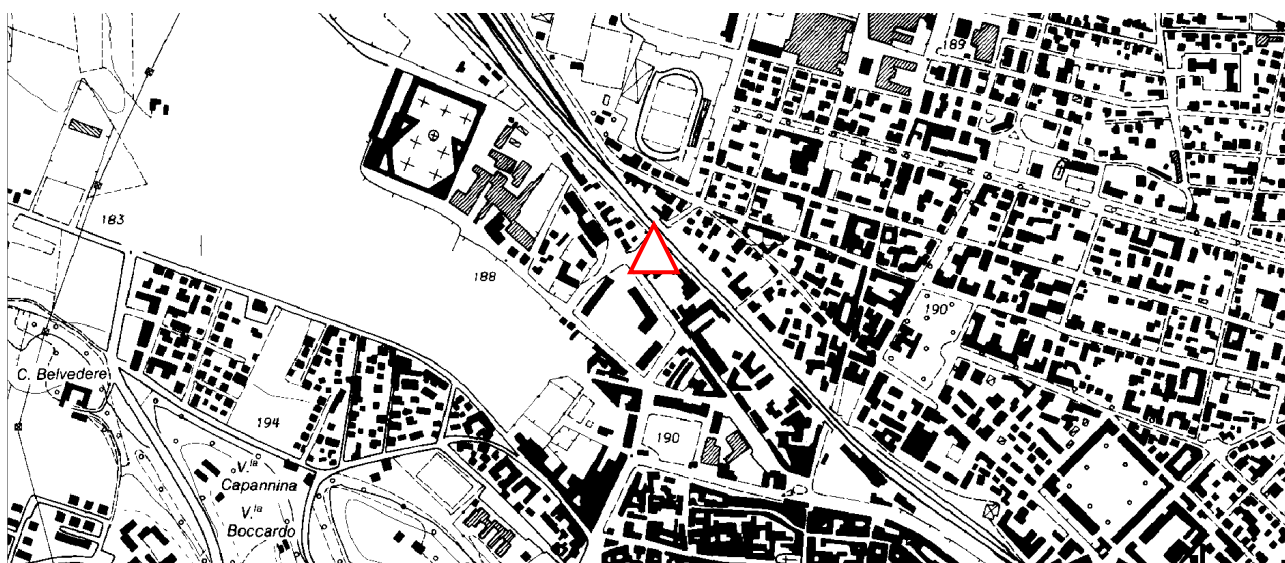 189
183
188
190
C. Belvedere
194
190
V.la
Capannina
V.la
Boccardo